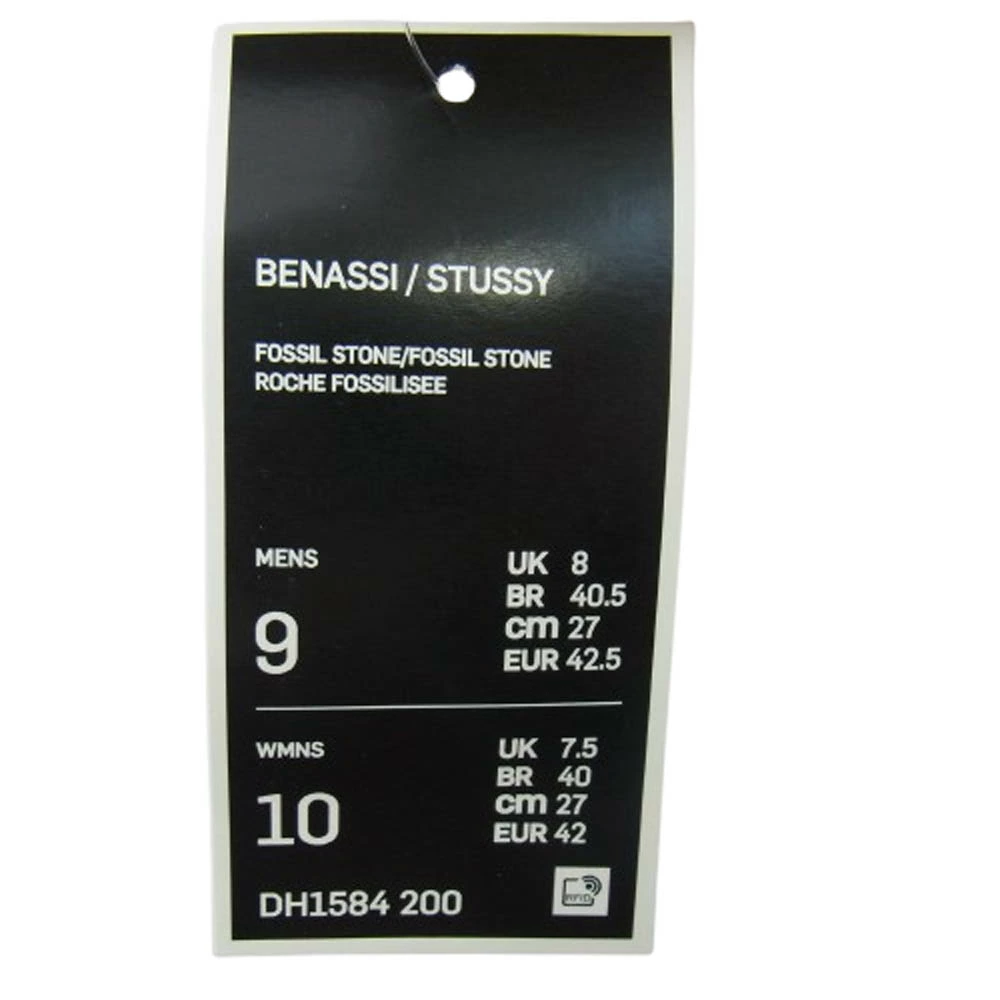 BENASSI / STUSSY
FOSSIL STONE/FOSSIL STONE
ROCHE FOSSILISEE
MENS
9
UK 8
BR 40.5
cm 27
EUR 42.5
WMNS
10
UK 7.5
BR 40
cm 27
EUR 42
DH1584 200
RFID